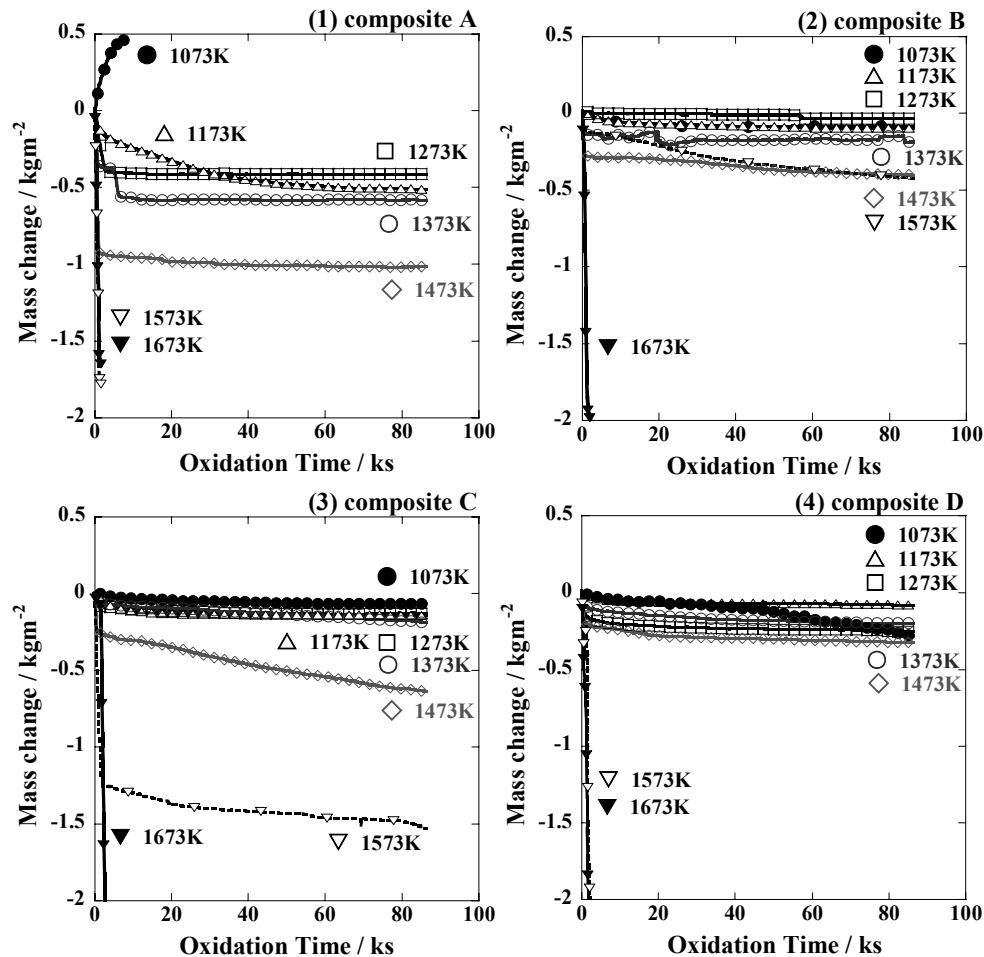 (1) composite A
0.5
0
-0.5
-1
-1.5
-2
Mass change / kgm-2
1073K
1173K
1273K
1373K
1473K
1573K
1673K
0 20 40 60 80 100
Oxidation Time / ks
(2) composite B
0.5
0
-0.5
-1
-1.5
-2
Mass change / kgm-2
1073K
1173K
1273K
1373K
1473K
1573K
1673K
0 20 40 60 80 100
Oxidation Time / ks
(3) composite C
0.5
0
-0.5
-1
-1.5
-2
Mass change / kgm-2
1073K
1173K
1273K
1373K
1473K
1673K
1573K
0 20 40 60 80 100
Oxidation Time / ks
(4) composite D
0.5
0
-0.5
-1
-1.5
-2
Mass change / kgm-2
1073K
1173K
1273K
1373K
1473K
1573K
1673K
0 20 40 60 80 100
Oxidation Time / ks